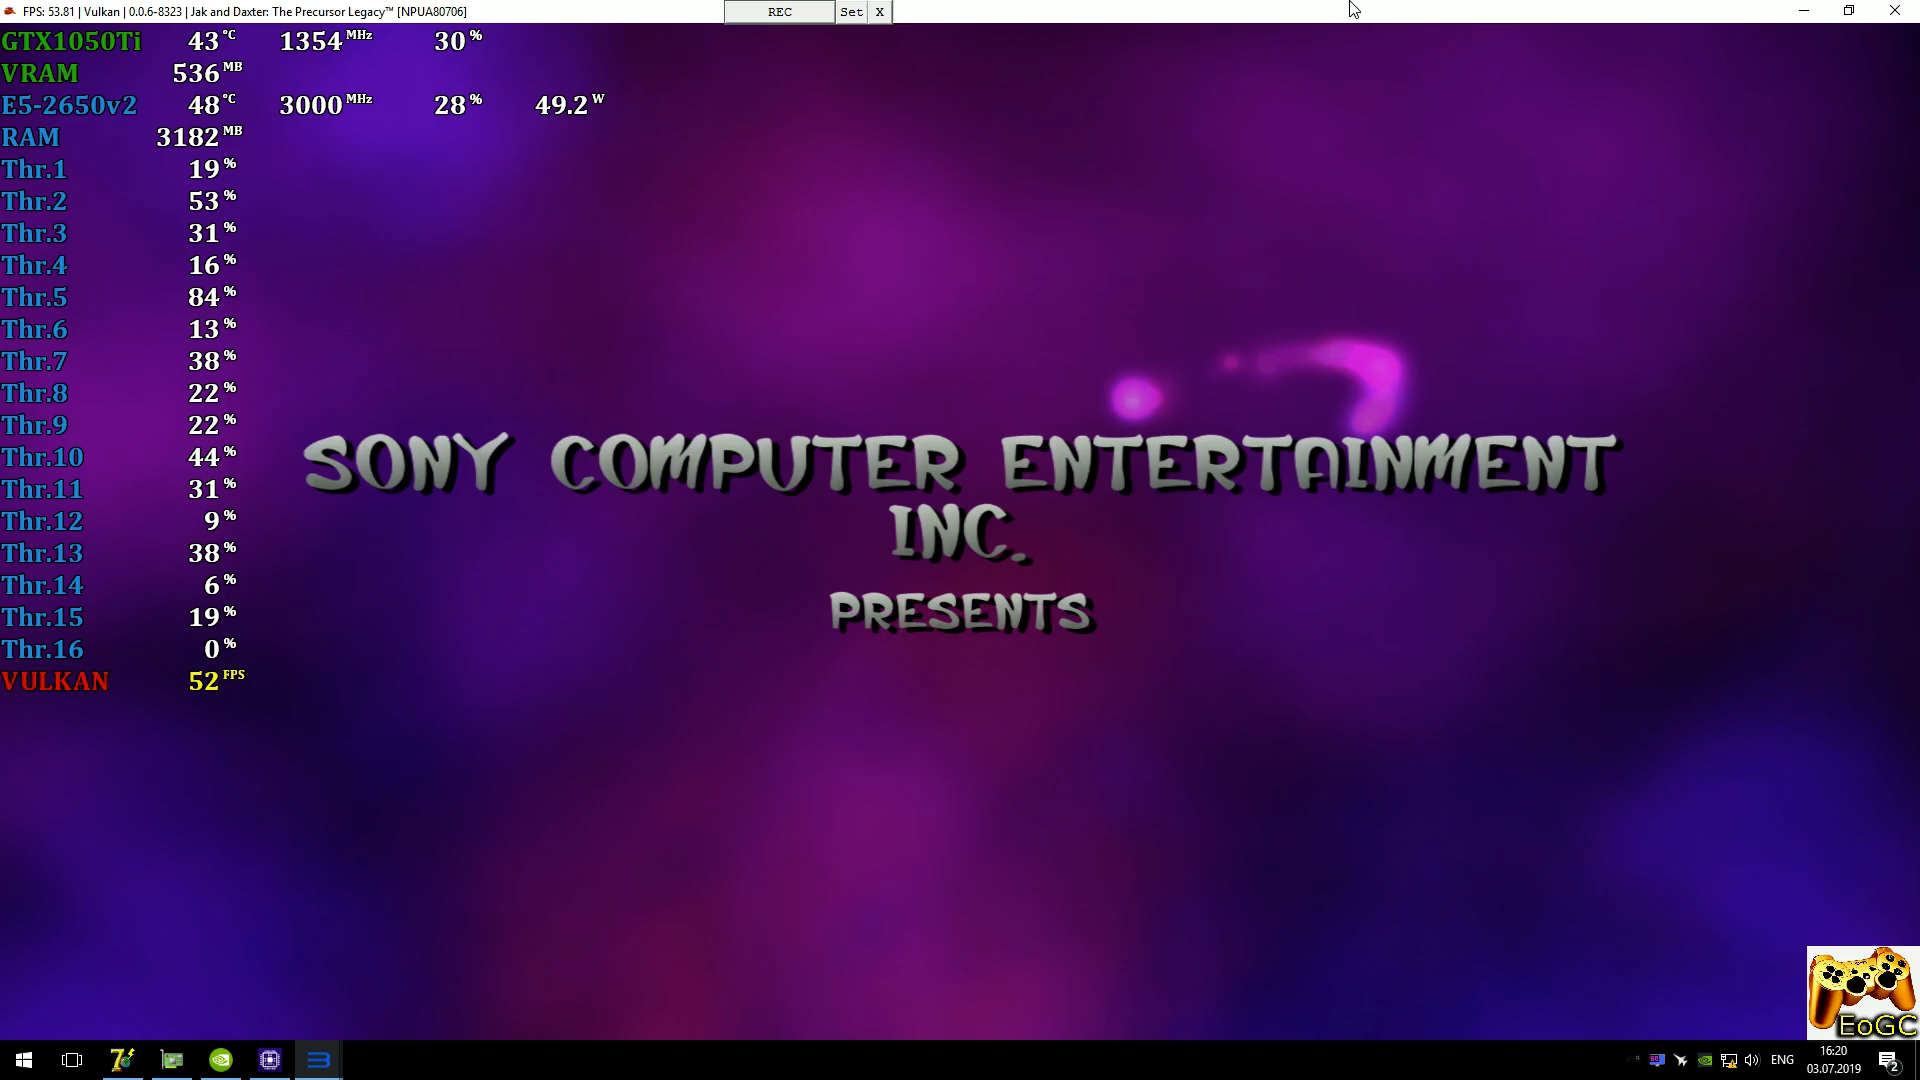 FPS: 53.81 | Vulkan | 0.0.6-8323 | Jak and Daxter: The Precursor Legacy™ [NPUA80706]
REC Set X
GTX1050Ti 43 °C 1354 MHz 30 %
VRAM 536 MB
E5-2650v2 48 °C 3000 MHz 28 % 49.2 W
RAM 3182 MB
Thr.1 19 %
Thr.2 53 %
Thr.3 31 %
Thr.4 16 %
Thr.5 84 %
Thr.6 13 %
Thr.7 38 %
Thr.8 22 %
Thr.9 22 %
Thr.10 44 %
Thr.11 31 %
Thr.12 9 %
Thr.13 38 %
Thr.14 6 %
Thr.15 19 %
Thr.16 0 %
VULKAN 52 FPS
SONY COMPUTER ENTERTAINMENT
INC.
PRESENTS
EoGC
ENG
16:20
03.07.2019
2